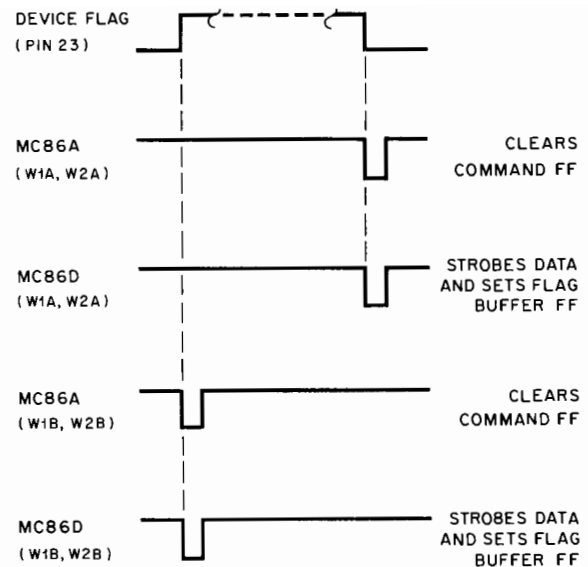 DEVICE FLAG
(PIN 23)
MC86A
(W1A, W2A)
CLEARS
COMMAND FF
MC86D
(W1A, W2A)
STROBES DATA
AND SETS FLAG
BUFFER FF
MC86A
(W1B, W2B)
CLEARS
COMMAND FF
MC86D
(W1B, W2B)
STROBES DATA
AND SETS FLAG
BUFFER FF